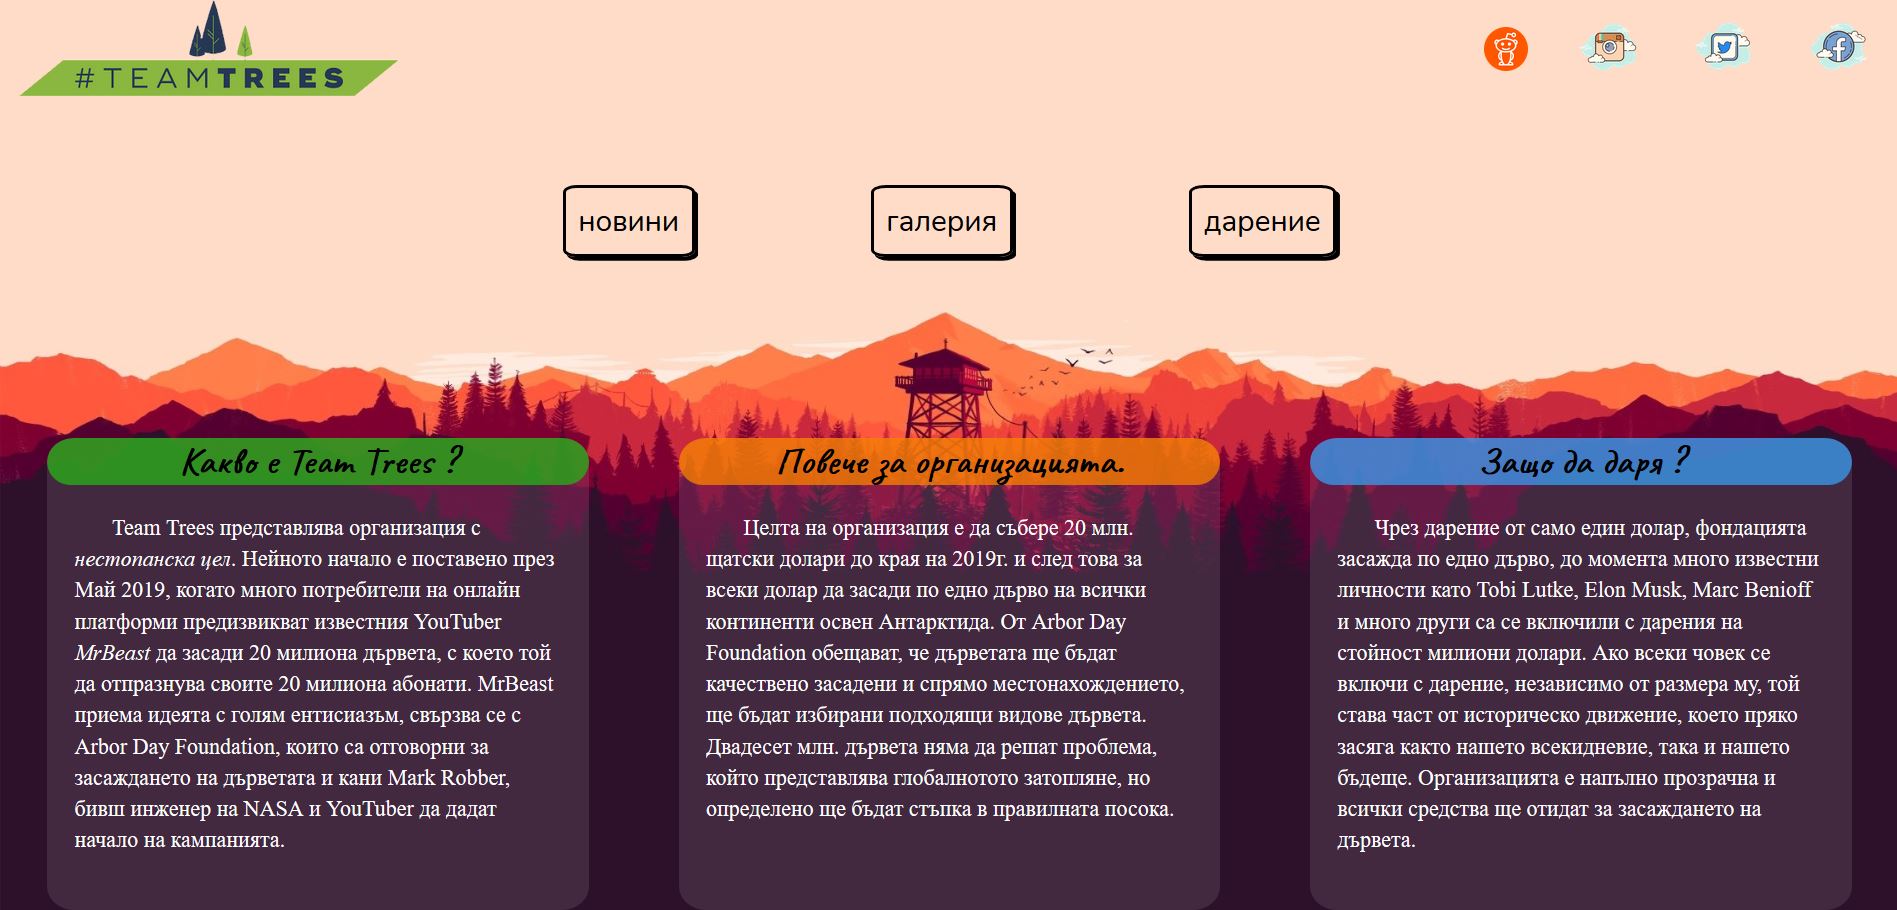 #TEAMTREES
новини
галерия
дарение
Какво е Team Trees ?
Team Trees представлява организация с
нестопанска цел. Нейното начало е поставено през
Май 2019, когато много потребители на онлайн
платформи предизвикват известния YouTuber
MrBeast да засади 20 милиона дървета, с което той
да отпразнува своите 20 милиона абонати. MrBeast
приема идеята с голям ентисиазъм, свързва се с
Arbor Day Foundation, които са отговорни за
засаждането на дърветата и кани Mark Robber,
бивш инженер на NASA и YouTuber да дадат
начало на кампанията.
Повече за организацията.
Целта на организация е да събере 20 млн.
щатски долари до края на 2019г. и след това за
всеки долар да засади по едно дърво на всички
континенти освен Антарктида. От Arbor Day
Foundation обещават, че дърветата ще бъдат
качествено засадени и спрямо местонахождението,
ще бъдат избирани подходящи видове дървета.
Двадесет млн. дървета няма да решат проблема,
който представлява глобалнотото затопляне, но
определено ще бъдат стъпка в правилната посока.
Защо да даря ?
Чрез дарение от само един долар, фондацията
засажда по едно дърво, до момента много известни
личности като Tobi Lutke, Elon Musk, Marc Benioff
и много други са се включили с дарения на
стойност милиони долари. Ако всеки човек се
включи с дарение, независимо от размера му, той
става част от историческо движение, което пряко
засяга както нашето всекидневие, така и нашето
бъдеще. Организацията е напълно прозрачна и
всички средства ще отидат за засаждането на
дървета.